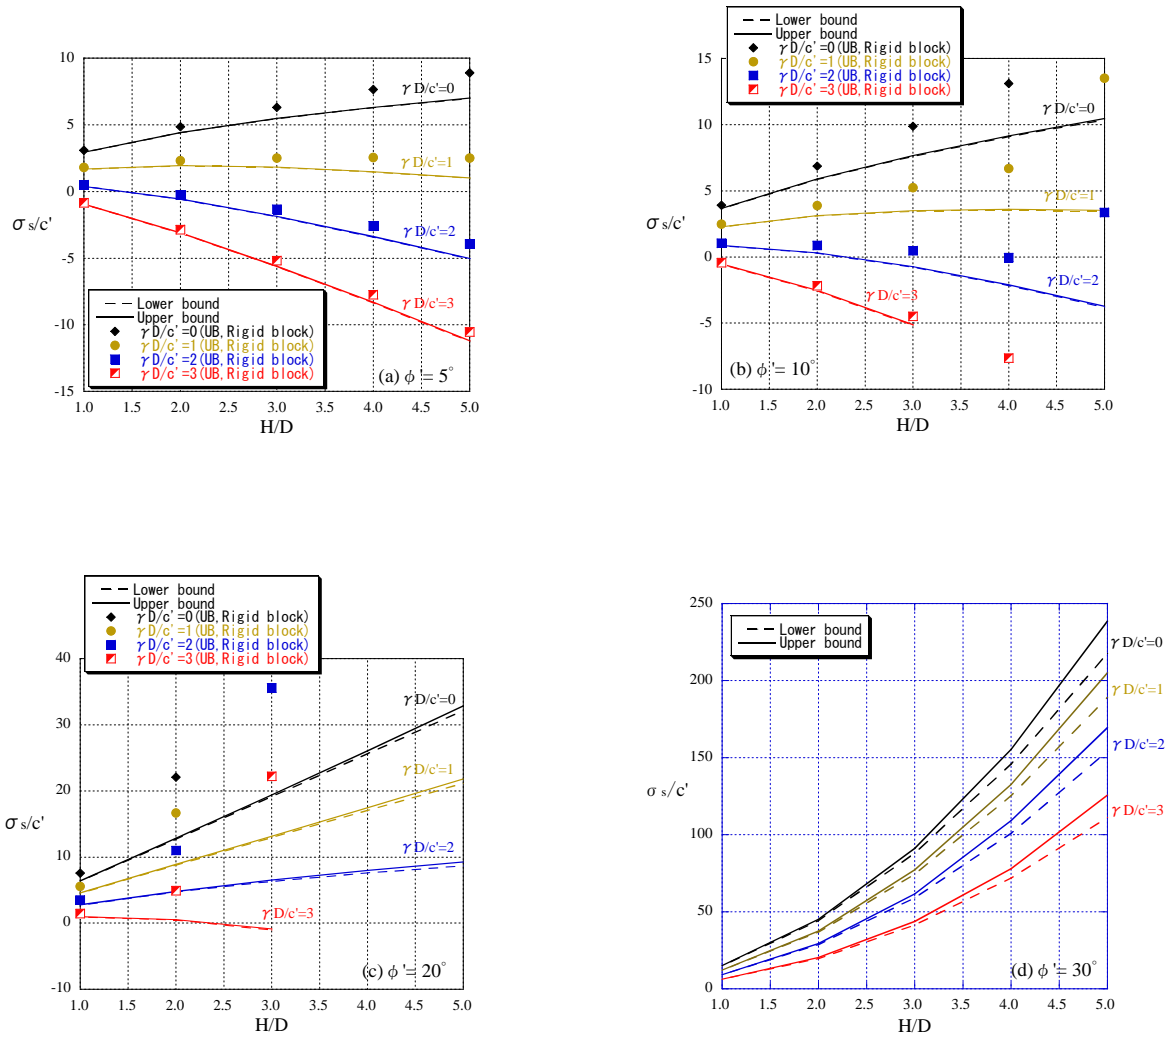 10
5
0
-5
-10
-15
σ s/c'
γ D/c'=0
γ D/c'=1
γ D/c'=2
γ D/c'=3
Lower bound
Upper bound
γ D/c'=0(UB,Rigid block)
γ D/c'=1(UB,Rigid block)
γ D/c'=2(UB,Rigid block)
γ D/c'=3(UB,Rigid block)
(a) φ'= 5°
1.0 1.5 2.0 2.5 3.0 3.5 4.0 4.5 5.0
H/D
Lower bound
Upper bound
γ D/c'=0(UB,Rigid block)
γ D/c'=1(UB,Rigid block)
γ D/c'=2(UB,Rigid block)
γ D/c'=3(UB,Rigid block)
15
10
5
0
-5
-10
σ s/c'
γ D/c'=0
γ D/c'=1
γ D/c'=2
γ D/c'=3
(b) φ'= 10°
1.0 1.5 2.0 2.5 3.0 3.5 4.0 4.5 5.0
H/D
Lower bound
Upper bound
γ D/c'=0(UB,Rigid block)
γ D/c'=1(UB,Rigid block)
γ D/c'=2(UB,Rigid block)
γ D/c'=3(UB,Rigid block)
40
30
20
10
0
-10
σ s/c'
γ D/c'=0
γ D/c'=1
γ D/c'=2
γ D/c'=3
(c) φ'= 20°
1.0 1.5 2.0 2.5 3.0 3.5 4.0 4.5 5.0
H/D
250
200
150
100
50
0
σ s/c'
Lower bound
Upper bound
γ D/c'=0
γ D/c'=1
γ D/c'=2
γ D/c'=3
(d) φ'= 30°
1.0 1.5 2.0 2.5 3.0 3.5 4.0 4.5 5.0
H/D